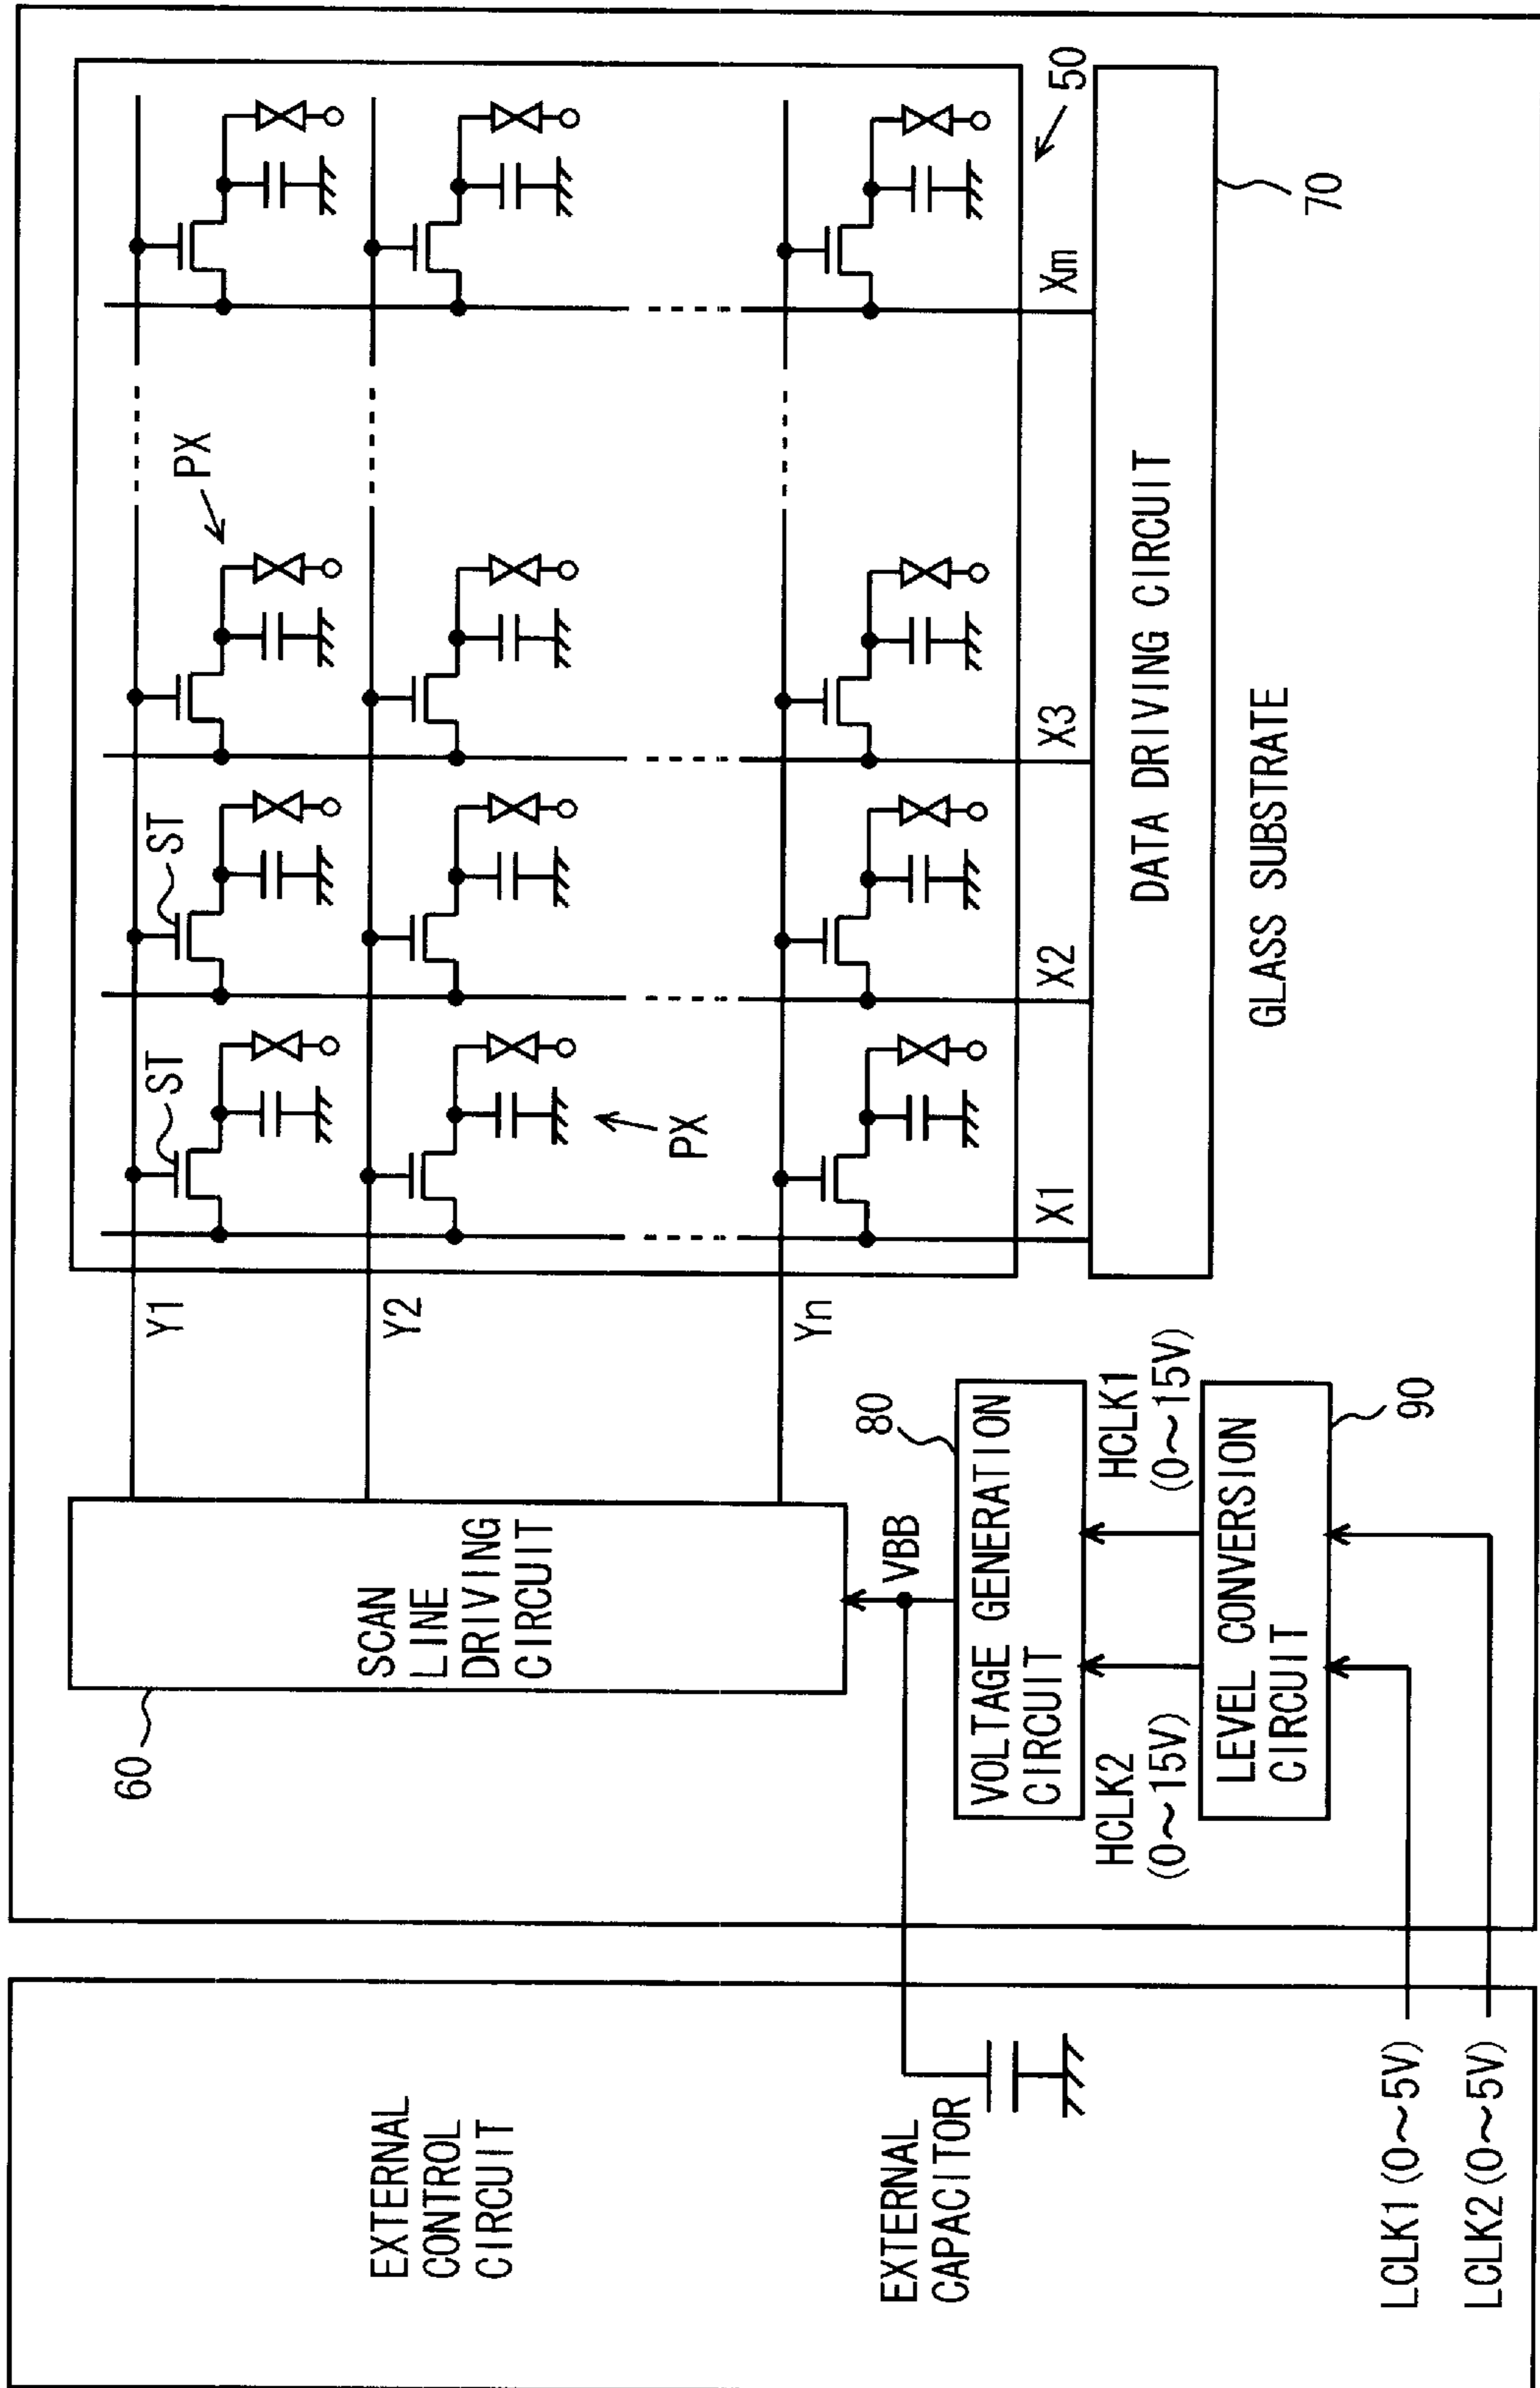 EXTERNAL
CONTROL
CIRCUIT
EXTERNAL
CAPACITOR
LCLK1 (0~5V)
LCLK2 (0~5V)
60
SCAN
LINE
DRIVING
CIRCUIT
VBB
80
VOLTAGE GENERATION
CIRCUIT
HCLK2
(0~15V)
HCLK1
(0~15V)
LEVEL CONVERSION
CIRCUIT
90
Y1
Y2
Yn
ST
ST
PX
PX
50
X1
X2
X3
Xm
DATA DRIVING CIRCUIT
70
GLASS SUBSTRATE